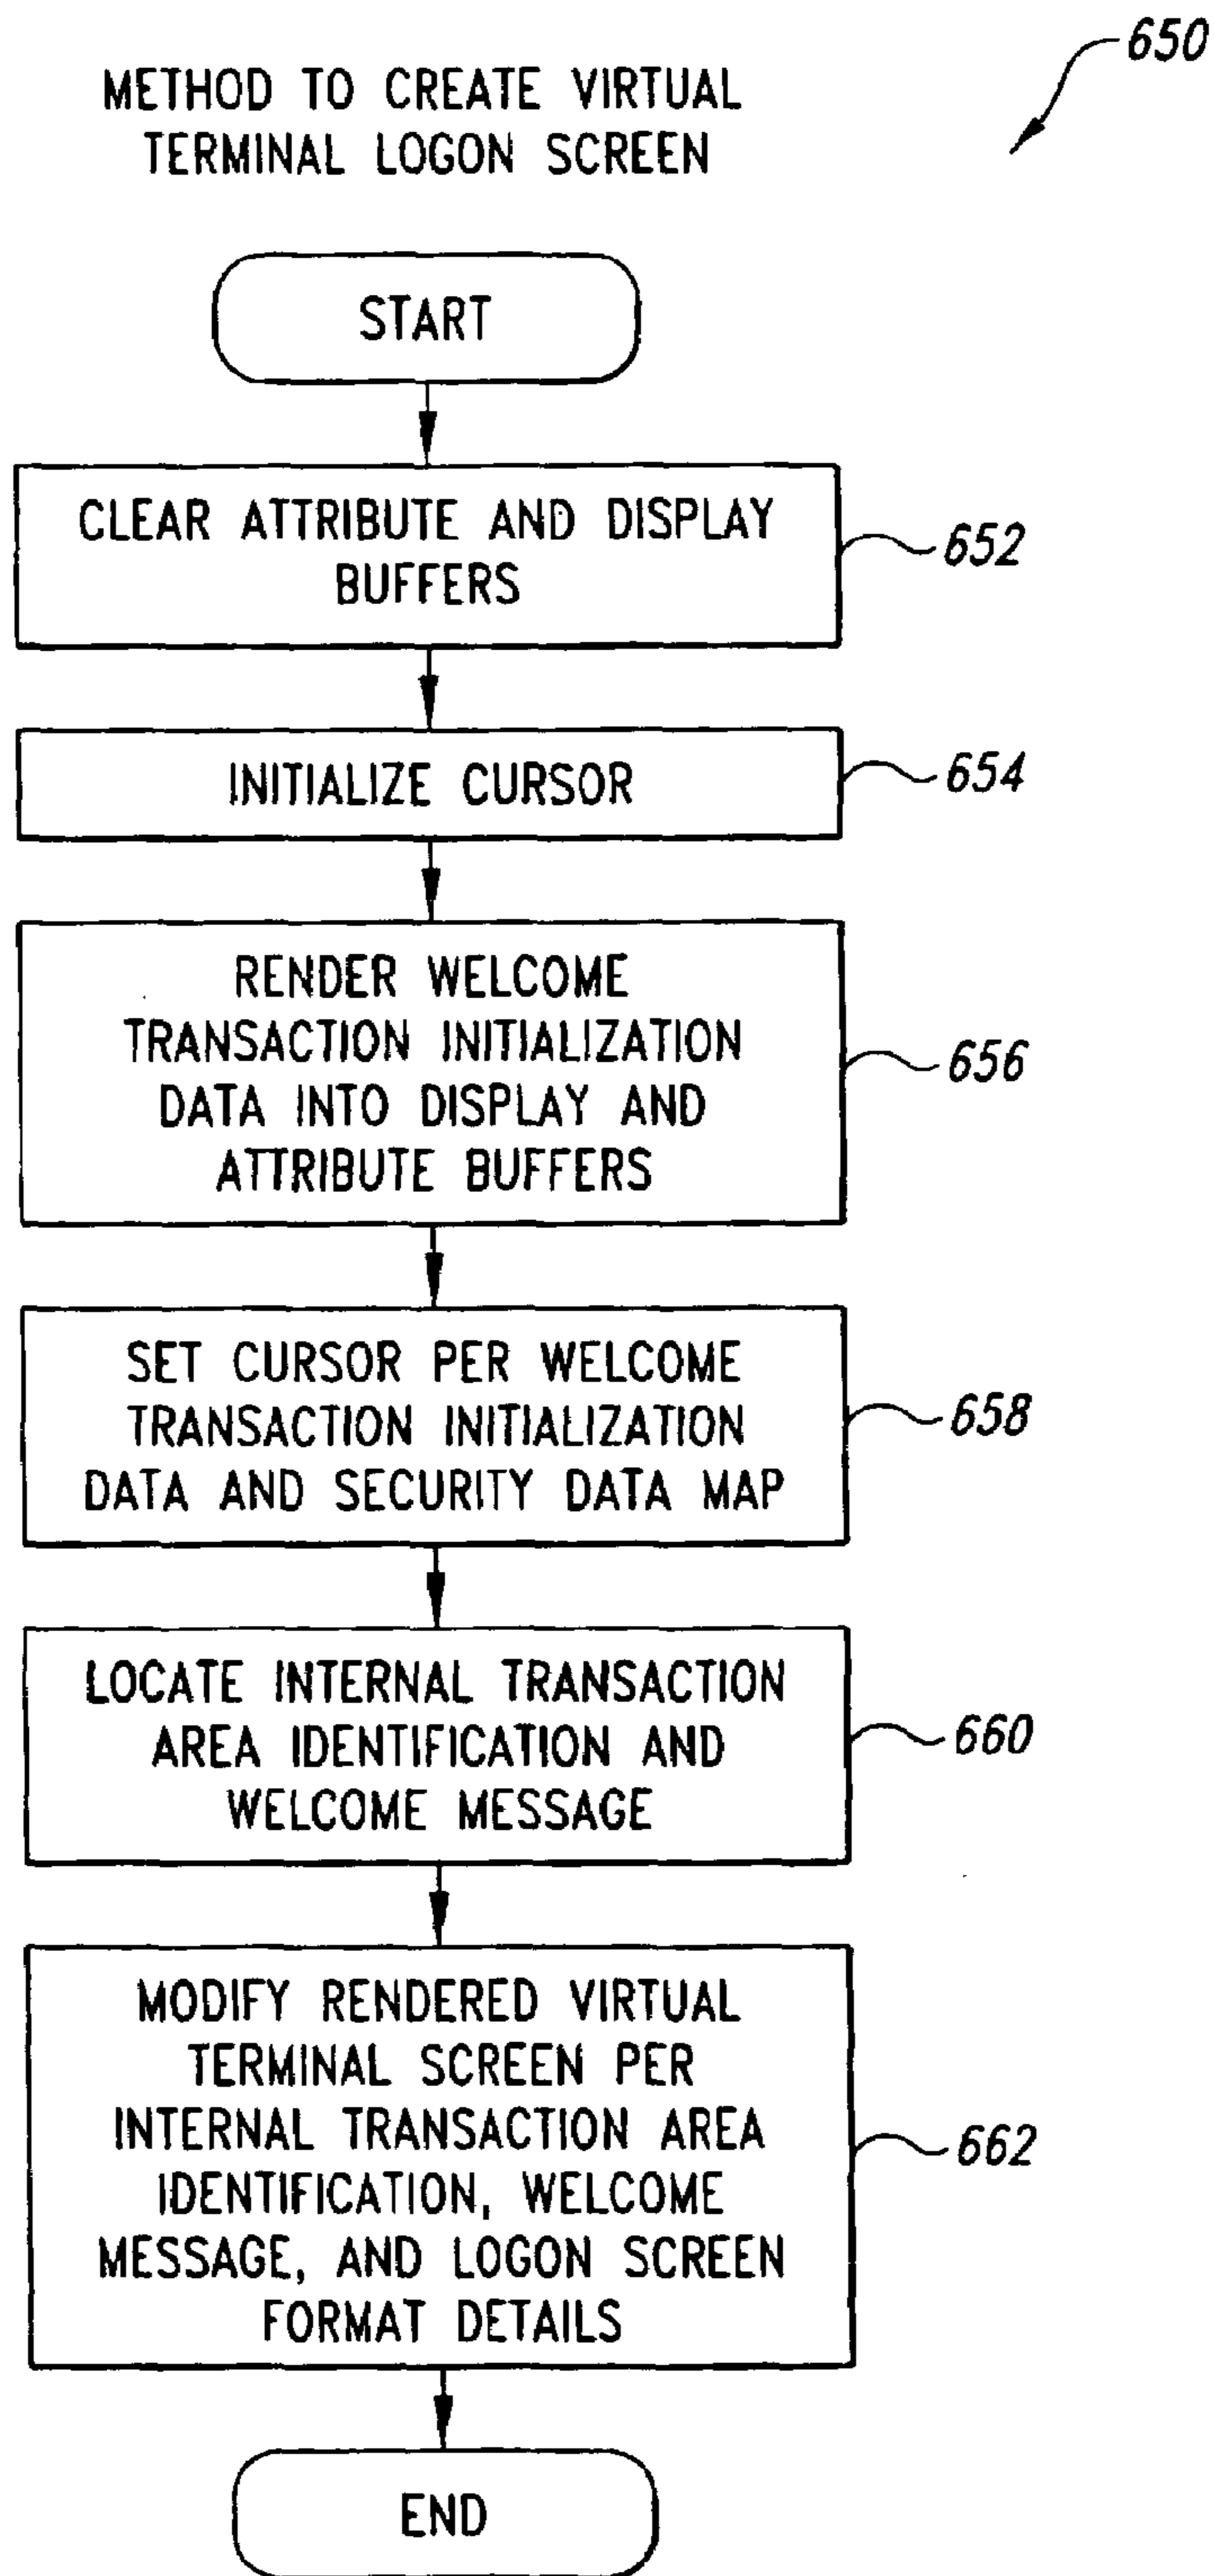 650
METHOD TO CREATE VIRTUAL
TERMINAL LOGON SCREEN
START
CLEAR ATTRIBUTE AND DISPLAY
BUFFERS
652
INITIALIZE CURSOR
654
RENDER WELCOME
TRANSACTION INITIALIZATION
DATA INTO DISPLAY AND
ATTRIBUTE BUFFERS
656
SET CURSOR PER WELCOME
TRANSACTION INITIALIZATION
DATA AND SECURITY DATA MAP
658
LOCATE INTERNAL TRANSACTION
AREA IDENTIFICATION AND
WELCOME MESSAGE
660
MODIFY RENDERED VIRTUAL
TERMINAL SCREEN PER
INTERNAL TRANSACTION AREA
IDENTIFICATION, WELCOME
MESSAGE, AND LOGON SCREEN
FORMAT DETAILS
662
END